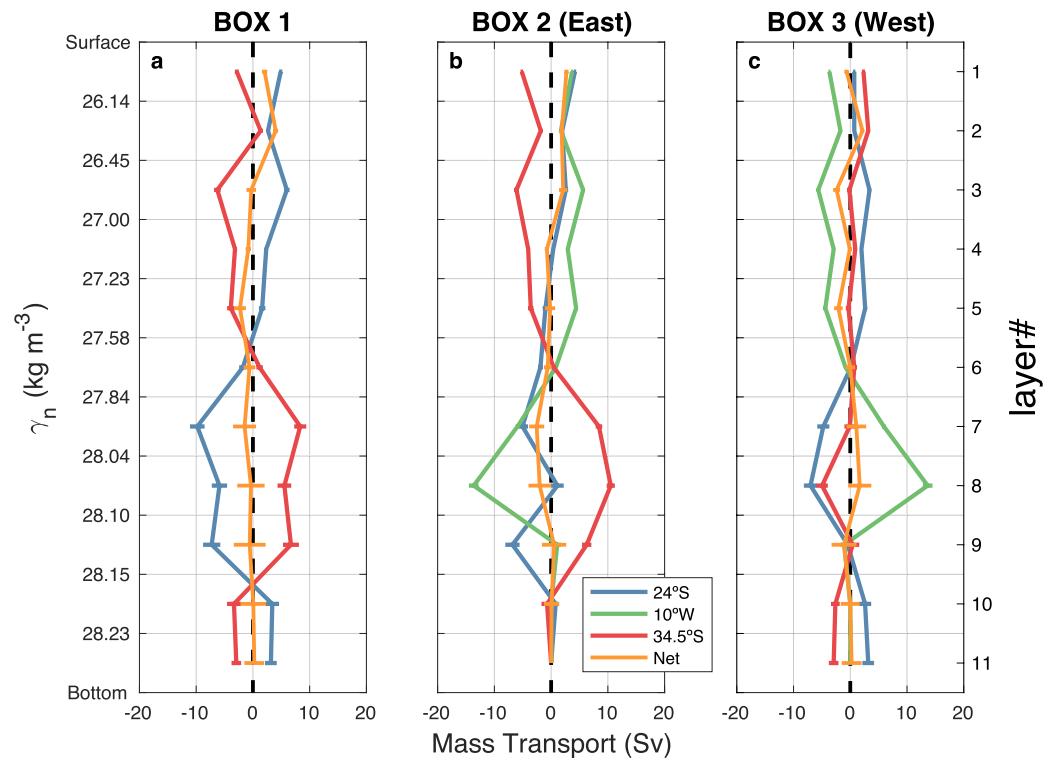 BOX 1
BOX 2 (East)
BOX 3 (West)
a
b
c
Surface
26.14
26.45
27.00
27.23
27.58
27.84
28.04
28.10
28.15
28.23
Bottom
γn (kg m-3)
1
2
3
4
5
6
7
8
9
10
11
layer#
24ºS
10ºW
34.5ºS
Net
-20 -10 0 10 20
-20 -10 0 10 20
-20 -10 0 10 20
Mass Transport (Sv)